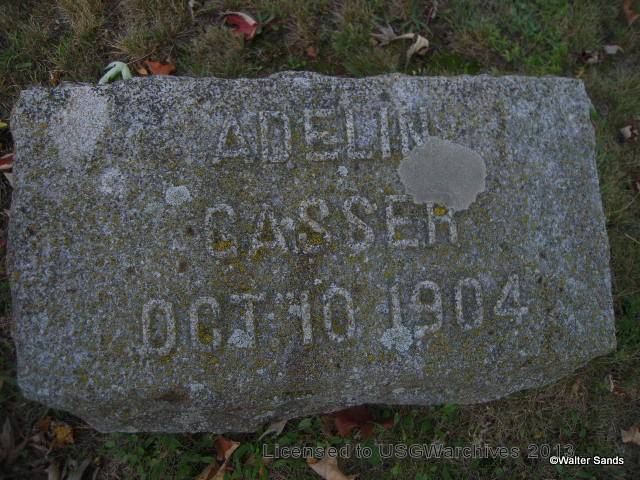 ADELIN
GASSER
OCT 10 1904
Licensed to USGWarchives 2013
©Walter Sands